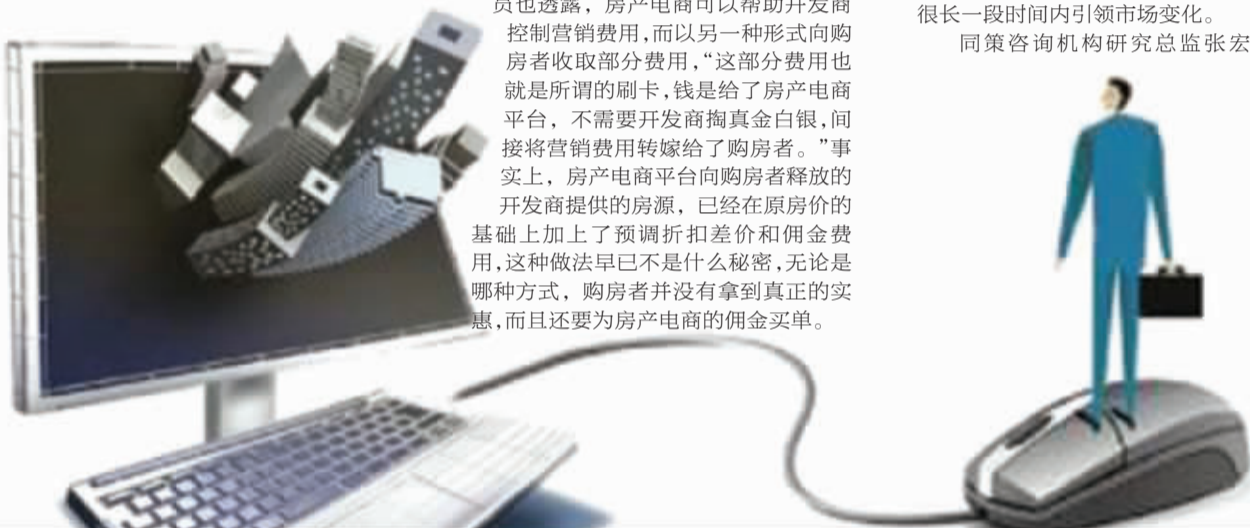 员也透露，房产电商可以帮助开发商
控制营销费用，而以另一种形式向购
房者收取部分费用，“这部分费用也
就是所谓的刷卡，钱是给了房产电商
平台，不需要开发商掏真金白银，间
接将营销费用转嫁给了购房者。”事
实上，房产电商平台向购房者释放的
开发商提供的房源，已经在原房价的
基础上加上了预调折扣差价和佣金费
用，这种做法早已不是什么秘密，无论是
哪种方式，购房者并没有拿到真正的实
惠，而且还要为房产电商的佣金买单。
很长一段时间内引领市场变化。
同策咨询机构研究总监张宏